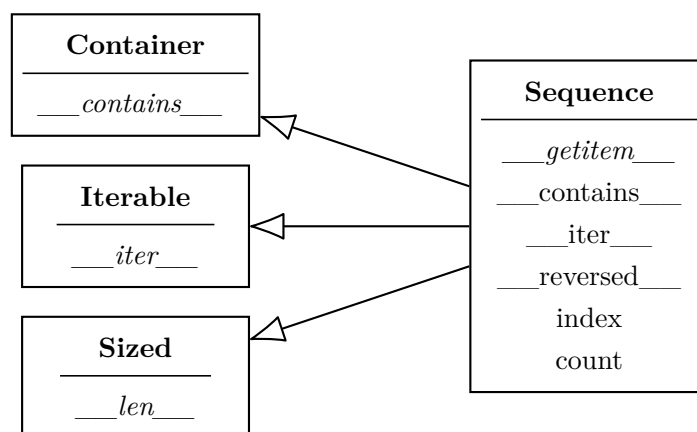 Container
__contains__
Iterable
__iter__
Sized
__len__
Sequence
__getitem__
__contains__
__iter__
__reversed__
index
count